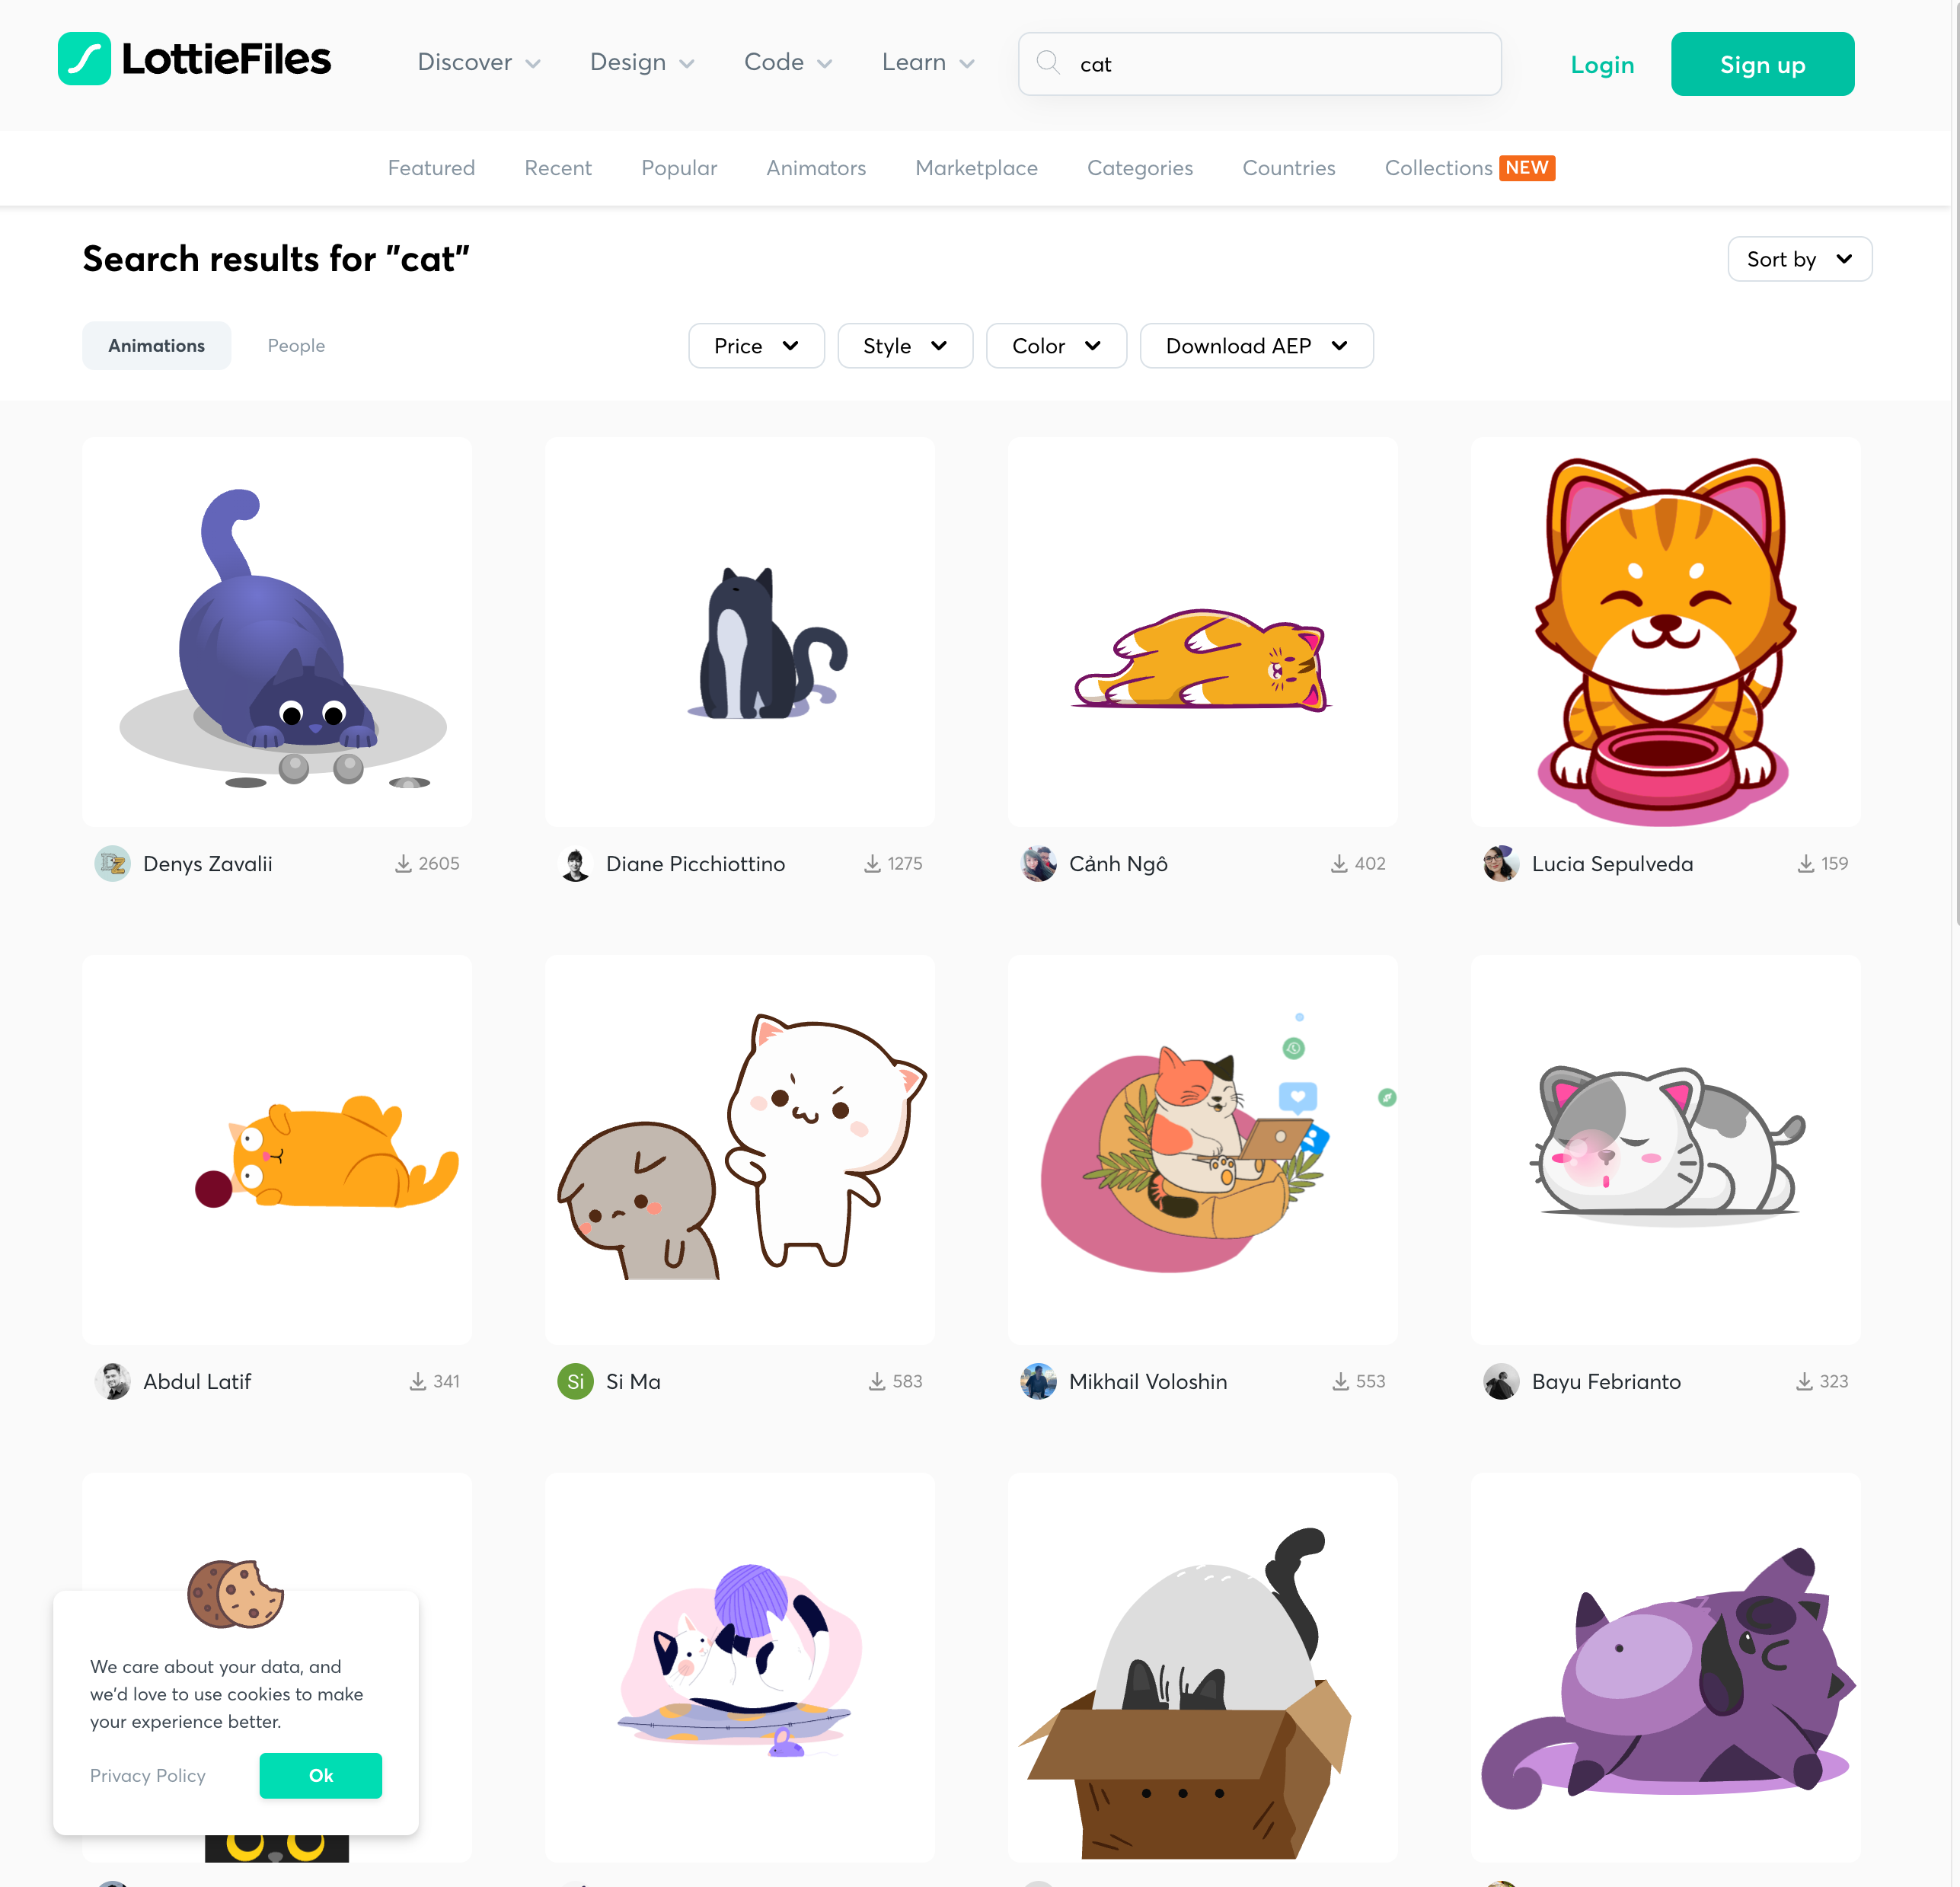 LottieFiles
Discover
Design
Code
Learn
cat
Login
Sign up
Featured
Recent
Popular
Animators
Marketplace
Categories
Countries
Collections NEW
Search results for "cat"
Sort by
Animations
People
Price
Style
Color
Download AEP
Denys Zavalii
2605
Diane Picchiottino
1275
Cảnh Ngô
402
Lucia Sepulveda
159
Abdul Latif
341
Si
Si Ma
583
Mikhail Voloshin
553
Bayu Febrianto
323
We care about your data, and
we'd love to use cookies to make
your experience better.
Privacy Policy
Ok